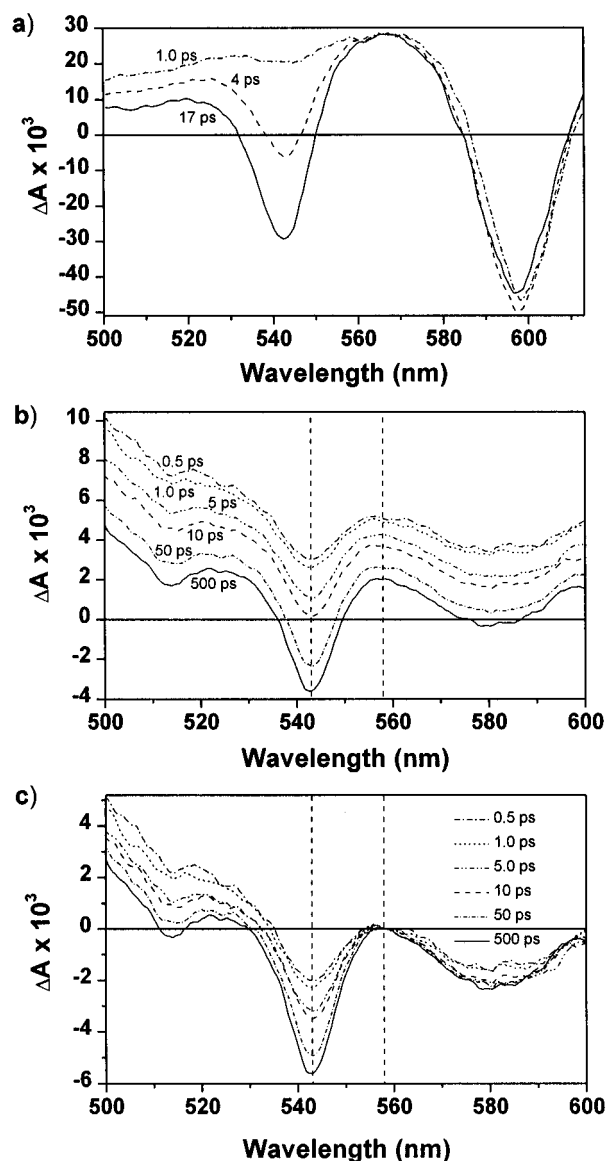 a)
30
20
10
0
-10
-20
-30
-40
-50
ΔA x 10³
1.0 ps
4 ps
17 ps
500 520 540 560 580 600
Wavelength (nm)
b)
10
8
6
4
2
0
-2
-4
ΔA x 10³
0.5 ps
1.0 ps
5 ps
10 ps
50 ps
500 ps
500 520 540 560 580 600
Wavelength (nm)
c)
4
2
0
-2
-4
-6
ΔA x 10³
0.5 ps
1.0 ps
5.0 ps
10 ps
50 ps
500 ps
500 520 540 560 580 600
Wavelength (nm)